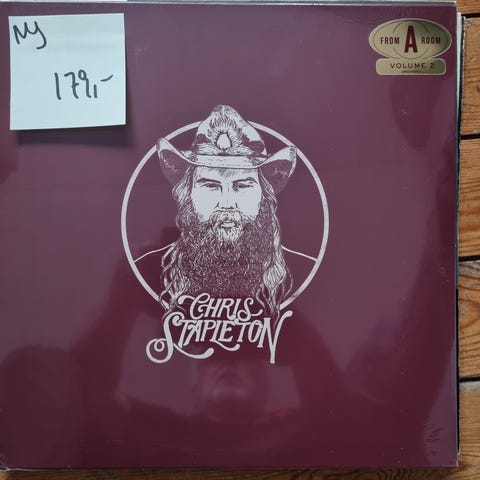 Ny
179,-
FROM A ROOM
VOLUME 2
CHRIS
STAPLETON